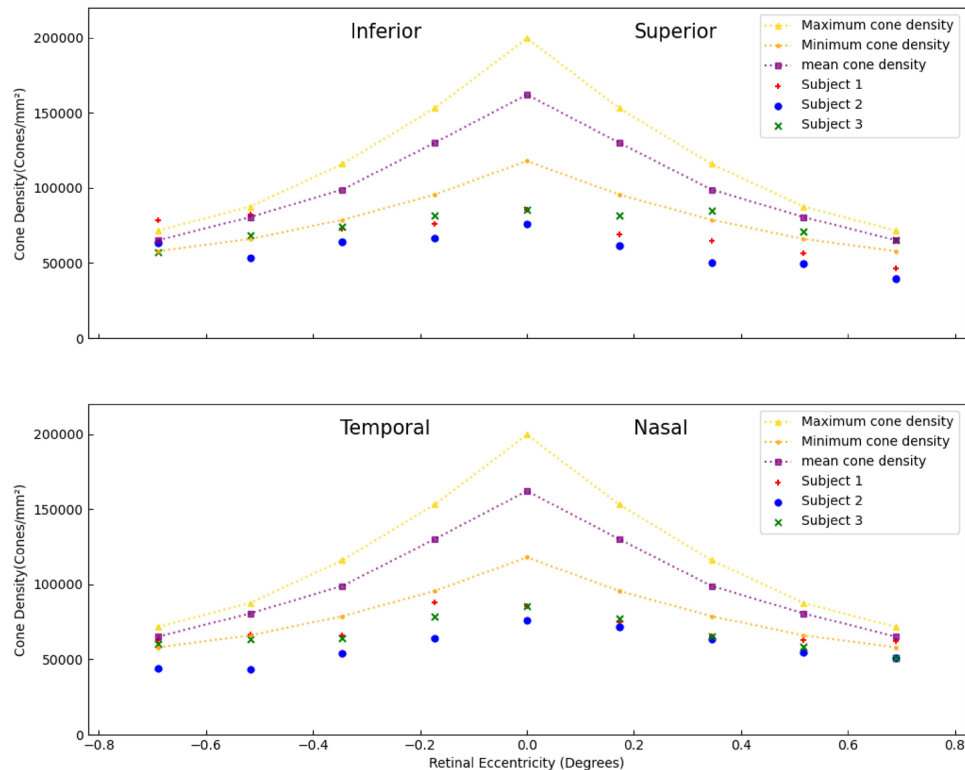 Inferior
Superior
Maximum cone density
Minimum cone density
mean cone density
Subject 1
Subject 2
Subject 3
Cone Density(Cones/mm²)
200000
150000
100000
50000
0
Temporal
Nasal
Maximum cone density
Minimum cone density
mean cone density
Subject 1
Subject 2
Subject 3
Cone Density(Cones/mm²)
200000
150000
100000
50000
0
−0.8 −0.6 −0.4 −0.2 0.0 0.2 0.4 0.6 0.8
Retinal Eccentricity (Degrees)